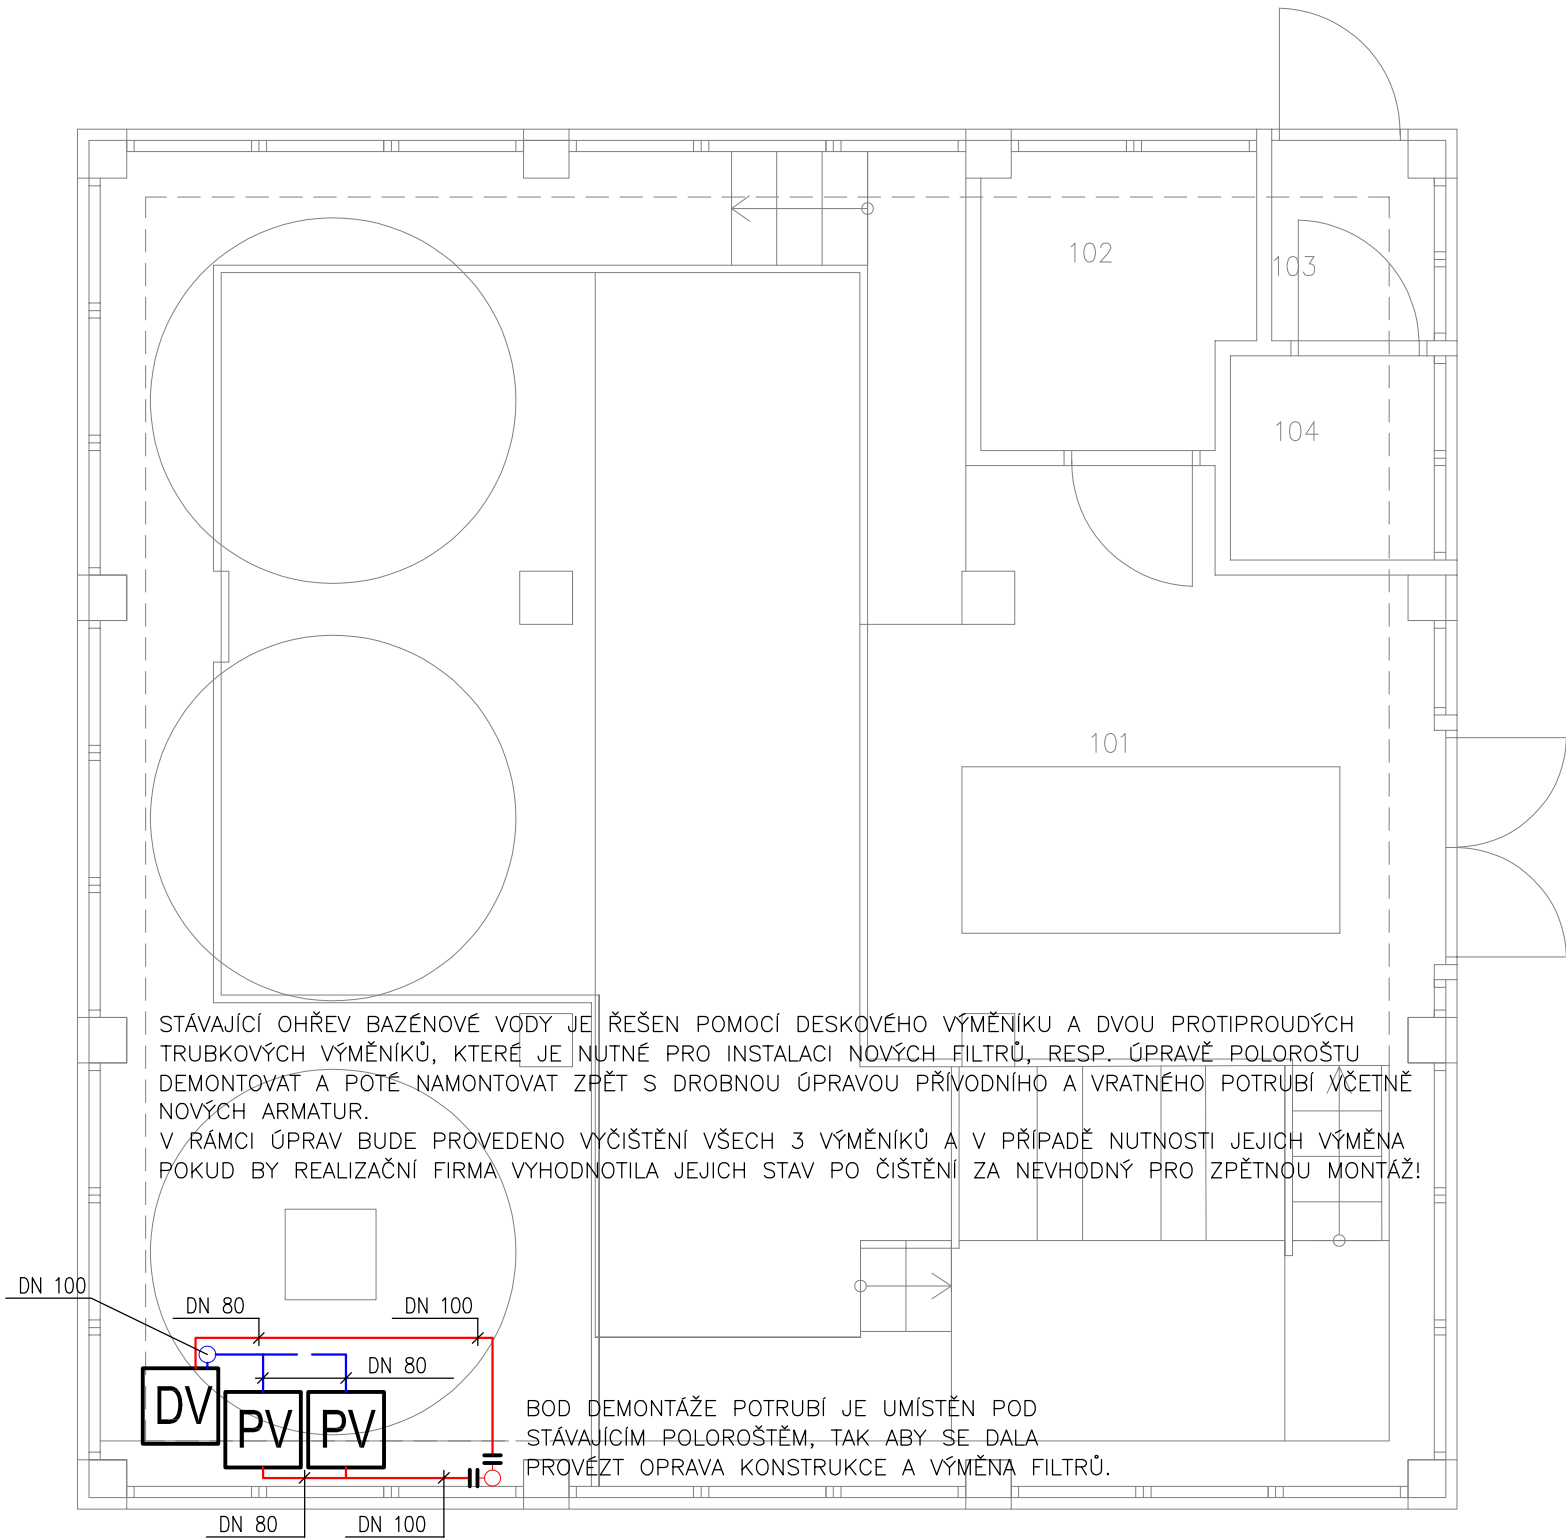 102
103
104
101
STÁVAJÍCÍ OHŘEV BAZÉNOVÉ VODY JE ŘEŠEN POMOCÍ DESKOVÉHO VÝMĚNÍKU A DVOU PROTIPROUDÝCH
TRUBKOVÝCH VÝMĚNÍKŮ, KTERÉ JE NUTNÉ PRO INSTALACI NOVÝCH FILTRŮ, RESP. ÚPRAVĚ POLOROŠTU
DEMONTOVAT A POTÉ NAMONTOVAT ZPĚT S DROBNOU ÚPRAVOU PŘÍVODNÍHO A VRATNÉHO POTRUBÍ VČETNĚ
NOVÝCH ARMATUR.
V RÁMCI ÚPRAV BUDE PROVEDENO VYČIŠTĚNÍ VŠECH 3 VÝMĚNÍKŮ A V PŘÍPADĚ NUTNOSTI JEJICH VÝMĚNA
POKUD BY REALIZAČNÍ FIRMA VYHODNOTILA JEJICH STAV PO ČIŠTĚNÍ ZA NEVHODNÝ PRO ZPĚTNOU MONTÁŽ!
DN 100
DN 80
DN 100
DN 80
DV
PV
PV
BOD DEMONTÁŽE POTRUBÍ JE UMÍSTĚN POD
STÁVAJÍCÍM POLOROŠTĚM, TAK ABY SE DALA
PROVÉZT OPRAVA KONSTRUKCE A VÝMĚNA FILTRŮ.
DN 80
DN 100